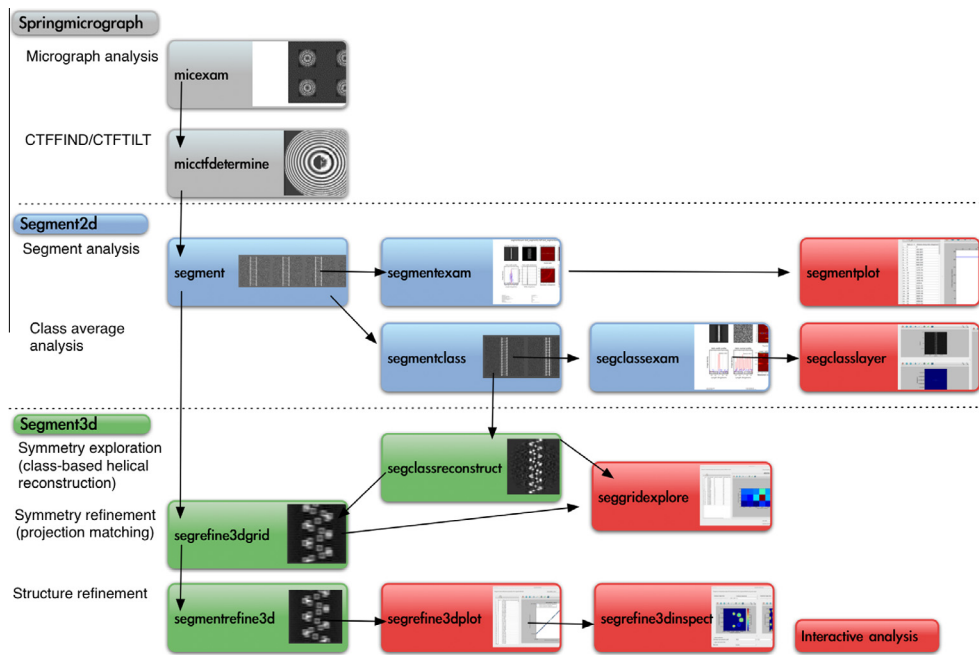 Springmicrograph
Micrograph analysis
micexam
CTFFIND/CTFTILT
micctfdetermine
Segment2d
Segment analysis
segment
segmentexam
segmentplot
Class average
analysis
segmentclass
segclassexam
segclasslayer
Segment3d
Symmetry exploration
(class-based helical
reconstruction)
segclassreconstruct
seggridexplore
Symmetry refinement
(projection matching)
segrefine3dgrid
Structure refinement
segmentrefine3d
segrefine3dplot
segrefine3dinspect
Interactive analysis